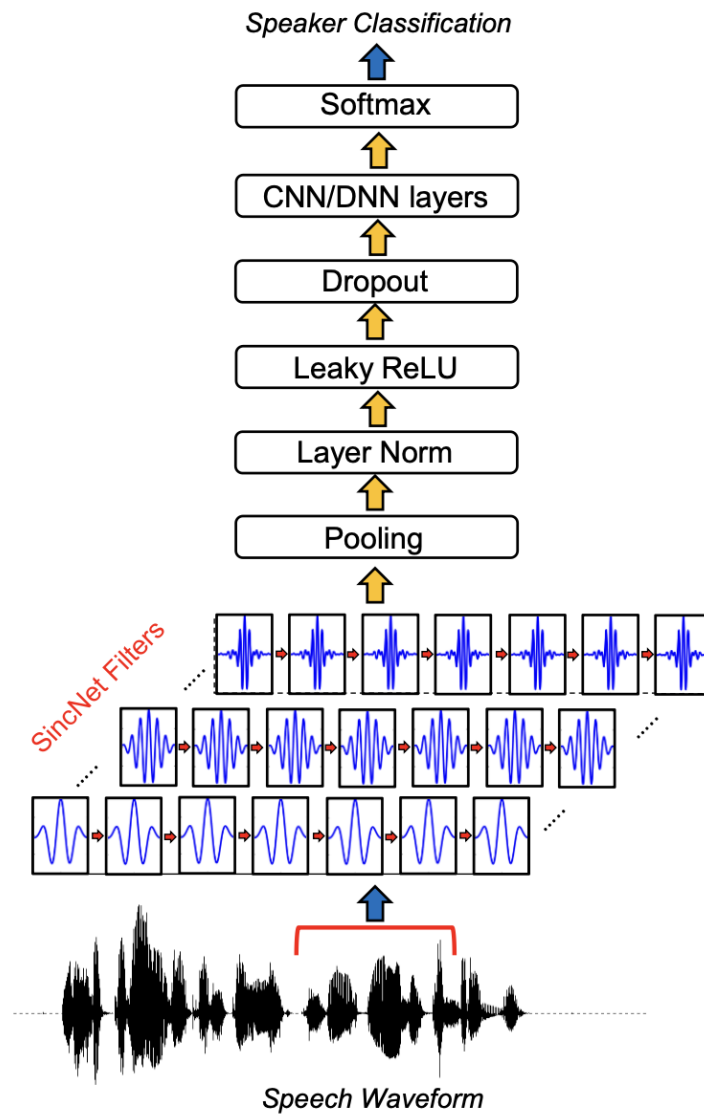 Speaker Classification
Softmax
CNN/DNN layers
Dropout
Leaky ReLU
Layer Norm
Pooling
SincNet Filters
Speech Waveform